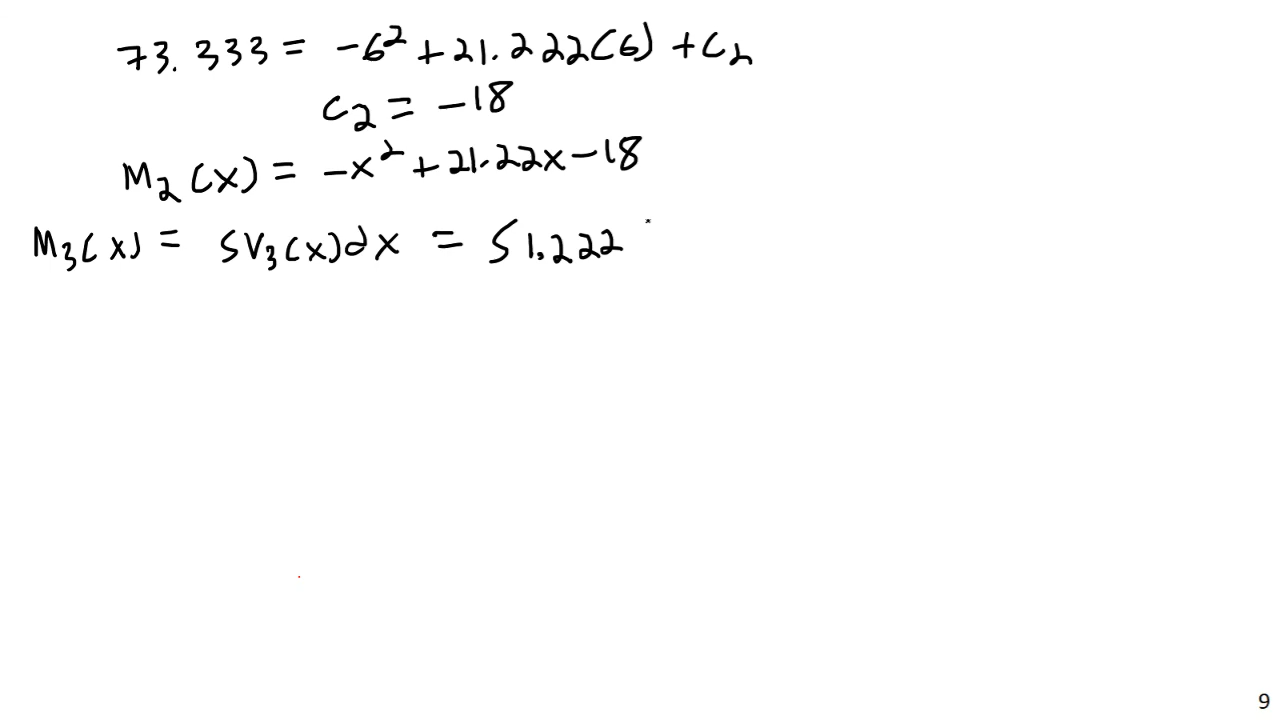 73.333 = -6² + 21.222(6) + C₂
C₂ = -18
M₂(x) = -x² + 21.22x - 18
M₃(x) = ∫V₃(x)dx = ∫1.222
9